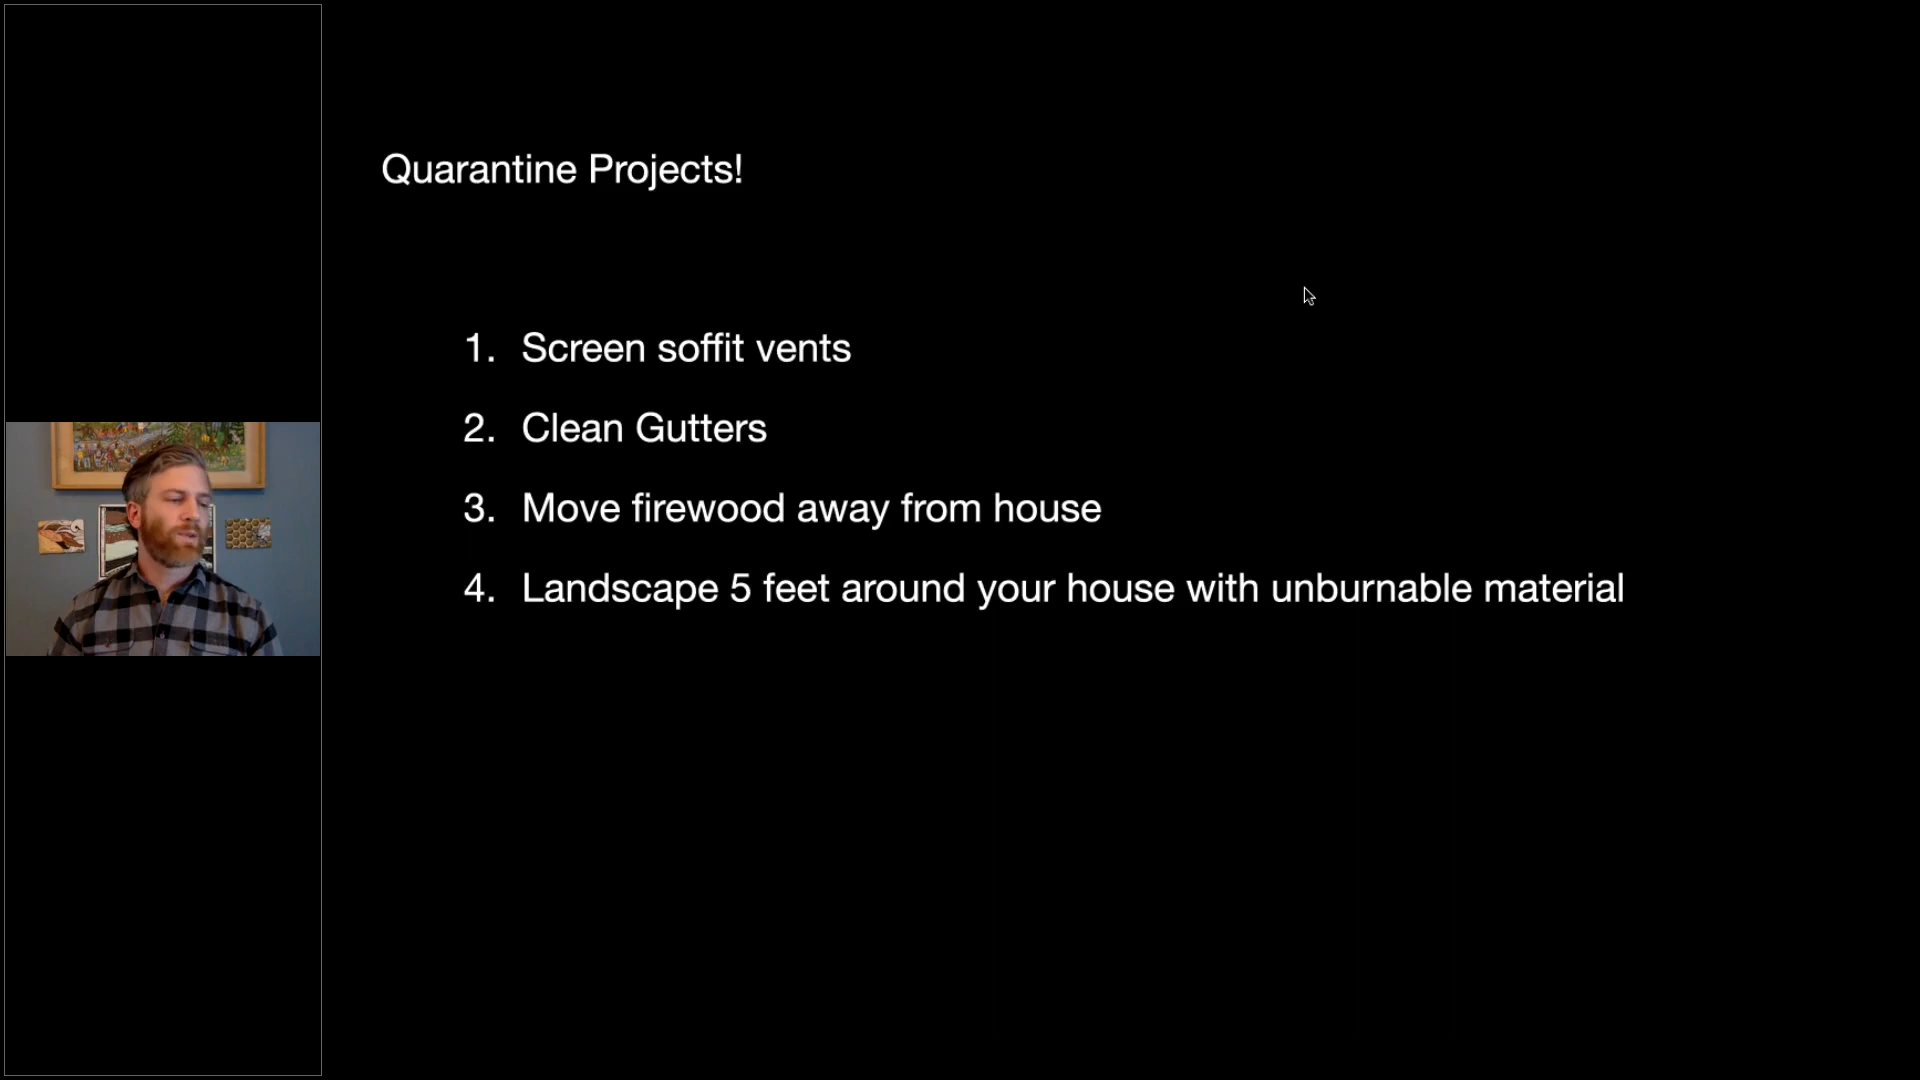 Quarantine Projects!
1. Screen soffit vents
2. Clean Gutters
3. Move firewood away from house
4. Landscape 5 feet around your house with unburnable material